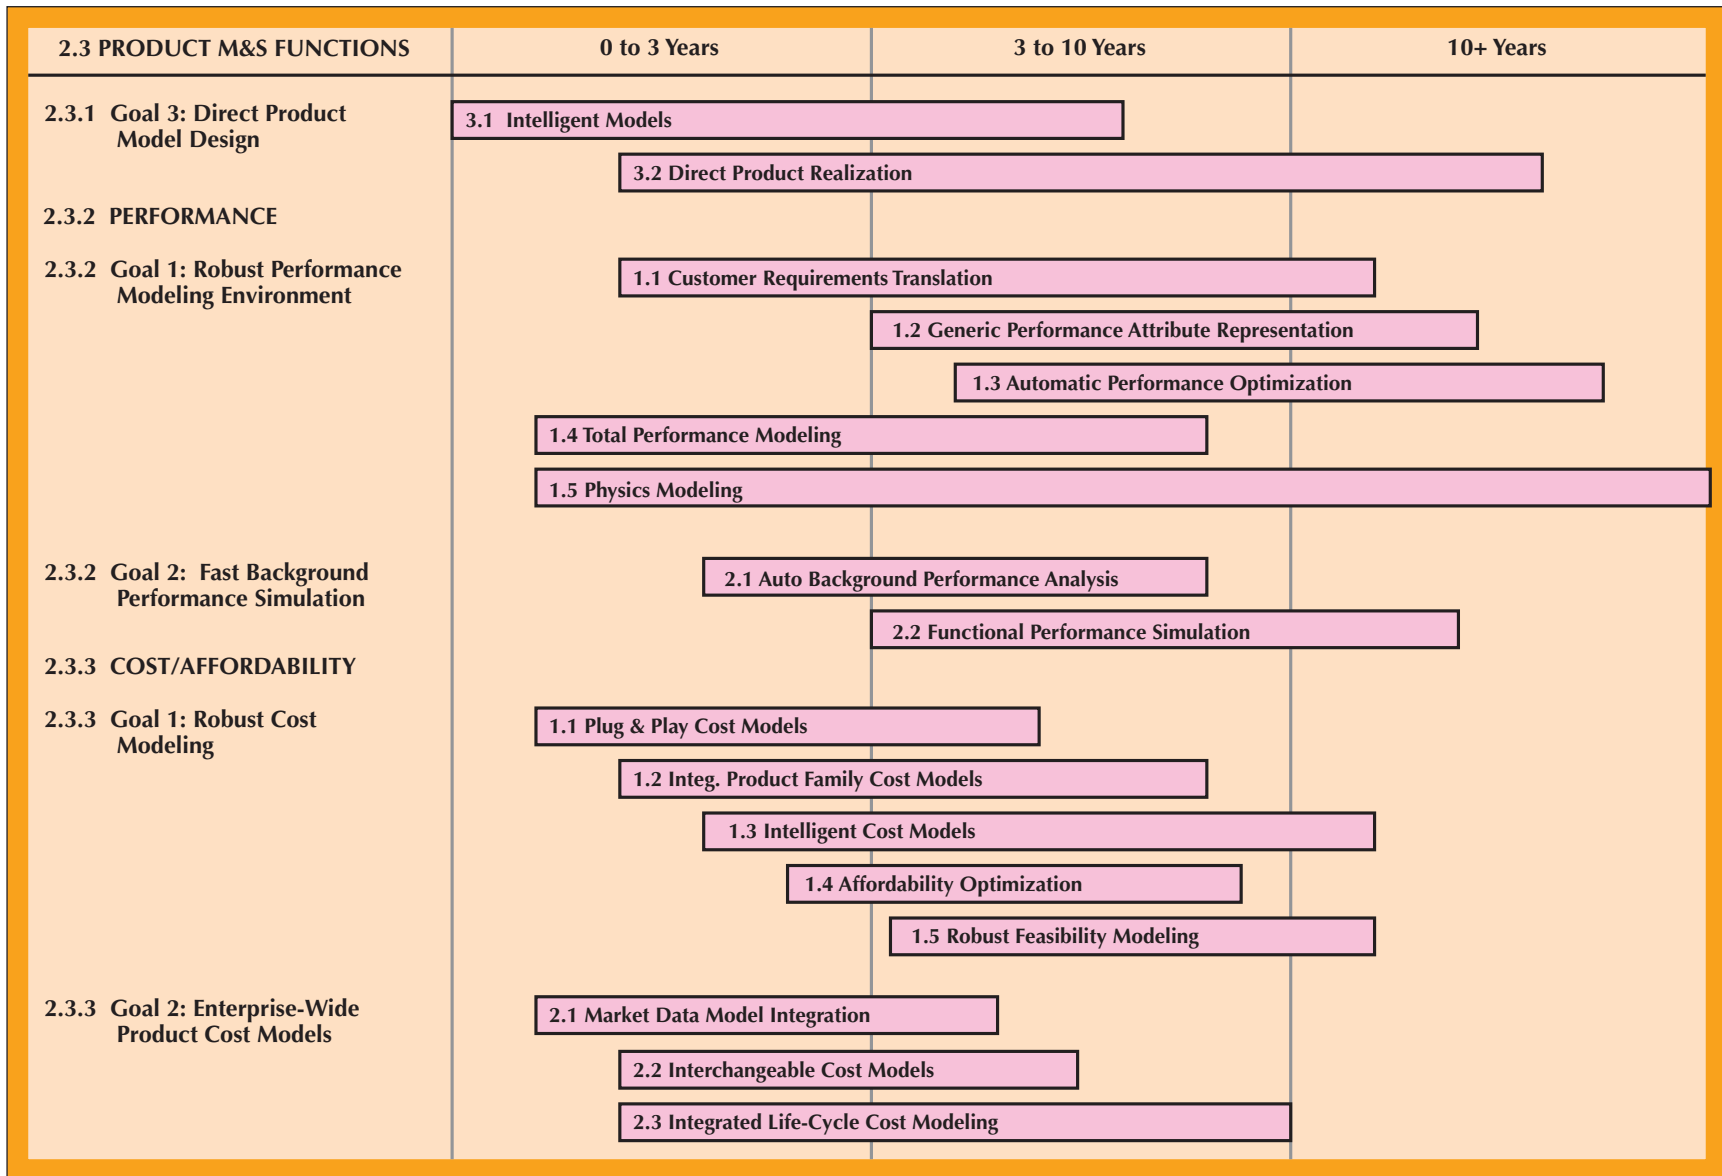 2.3 PRODUCT M&S FUNCTIONS 0 to 3 Years 3 to 10 Years 10+ Years
2.3.1 Goal 3: Direct Product
Model Design
3.1 Intelligent Models
3.2 Direct Product Realization
2.3.2 PERFORMANCE
2.3.2 Goal 1: Robust Performance
Modeling Environment
1.1 Customer Requirements Translation
1.2 Generic Performance Attribute Representation
1.3 Automatic Performance Optimization
1.4 Total Performance Modeling
1.5 Physics Modeling
2.3.2 Goal 2: Fast Background
Performance Simulation
2.1 Auto Background Performance Analysis
2.2 Functional Performance Simulation
2.3.3 COST/AFFORDABILITY
2.3.3 Goal 1: Robust Cost
Modeling
1.1 Plug & Play Cost Models
1.2 Integ. Product Family Cost Models
1.3 Intelligent Cost Models
1.4 Affordability Optimization
1.5 Robust Feasibility Modeling
2.3.3 Goal 2: Enterprise-Wide
Product Cost Models
2.1 Market Data Model Integration
2.2 Interchangeable Cost Models
2.3 Integrated Life-Cycle Cost Modeling